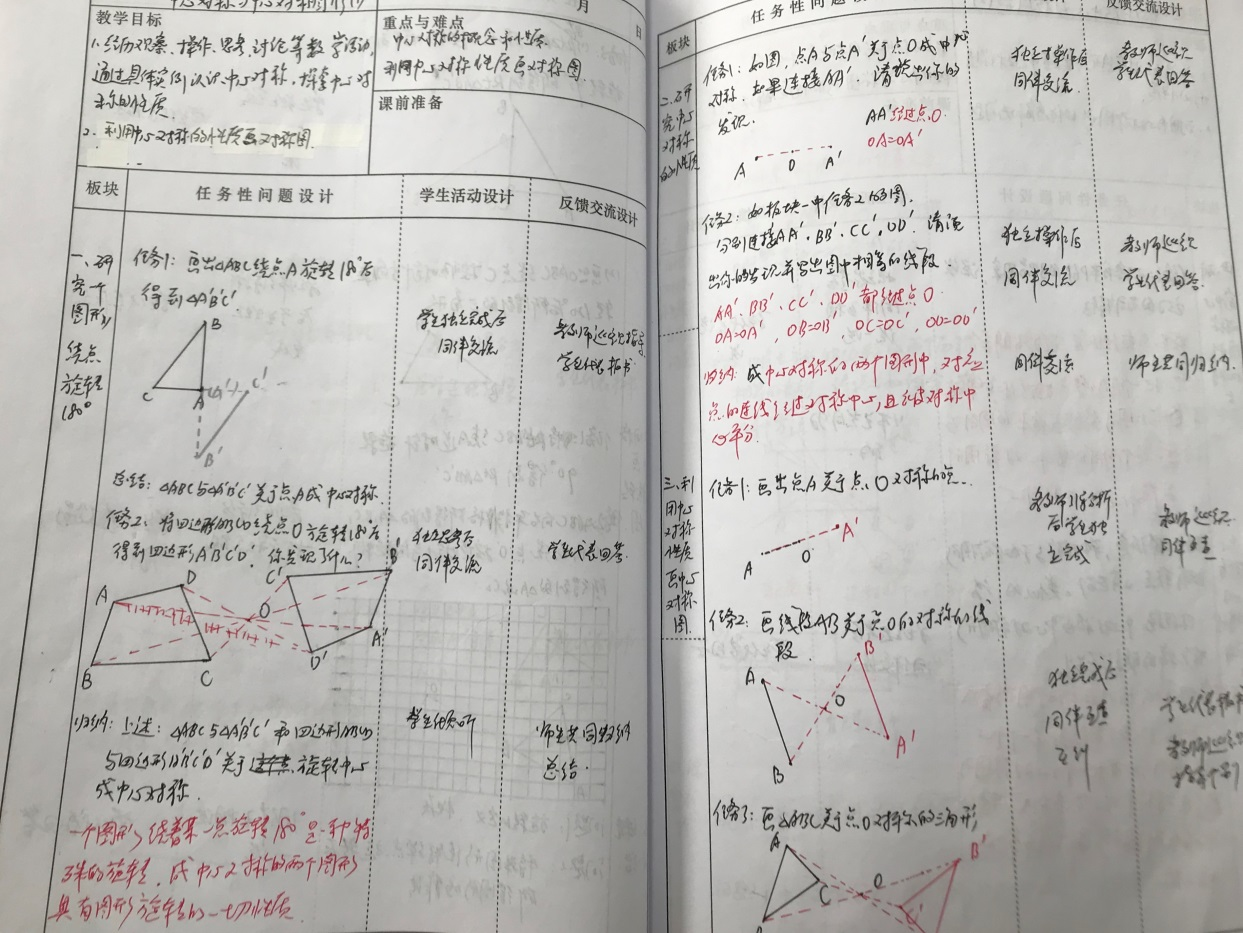 中心对称与中心对称图形(1)
月
日
教学目标
1.经历观察、操作、思考、讨论等数学活动,
通过具体实例认识中心对称,探索中心对
称的性质
2.利用中心对称的性质画对称图.
重点与难点
中心对称的概念和性质.
利用中心对称性质画对称图.
课前准备
板块
任务性问题设计
学生活动设计
反馈交流设计
一、研
究一个
图形
绕点
旋转
180°
任务1:画出△ABC绕点A旋转180°后
得到△A'B'C'
B
C
A
(A')
C'
B'
学生独立完成后
同伴交流
教师巡视指导
学生代表板书
总结:△ABC与△A'B'C'关于点A成中心对称
任务2、将四边形ABCD绕点O旋转180°后
得到四边形A'B'C'D'.你发现了什么?
独立思考后
同伴交流
学生代表回答
A
D
C'
B'
O
B
C
D'
A'
归纳:上述:△ABC与△A'B'C'和四边形ABCD
与四边形A'B'C'D'关于旋转中心
成中心对称.
学生倾听
师生共同归纳
总结.
一个图形绕着某一点旋转180°是一种特
殊的旋转,成中心对称的两个图形
具有图形旋转的一切性质.
板块
任务性问题设
反馈交流设计
二、研
究中心
对称
的性质
任务1:如图,点A与点A'关于点O成中心
对称.如果连接AA'.请谈出你的
发现.
AA'经过点O.
OA=OA'
A
O
A'
独立操作后
同伴交流
教师巡视
学生代表回答
任务2:如板块一中任务2的图.
分别连接AA'、BB'、CC'、DD'.请谈
出你的发现并写出图中相等的线段
AA'、BB'、CC'、DD'都经过点O
OA=OA',OB=OB' OC=OC',OD=OD'
独立操作后
同伴交流
教师巡视
学生代表回答.
归纳:成中心对称的两个图形中,对应
点的连线经过对称中心,且被对称中
心平分.
同伴交流
师生共同归纳.
三、利
用中心
对称
性质
画中心
对称
图.
任务1:画出点A关于点O对称的点.
A
O
A'
教师引导分析
后学生独
立完成
教师巡视
同伴互查
任务2:画线段AB关于点O的对称的线
段.
A
B'
O
B
A'
独立完成后
同伴互查
互纠
任务3:画△ABC关于点O对称的三角形
A
C
O
B'
C'